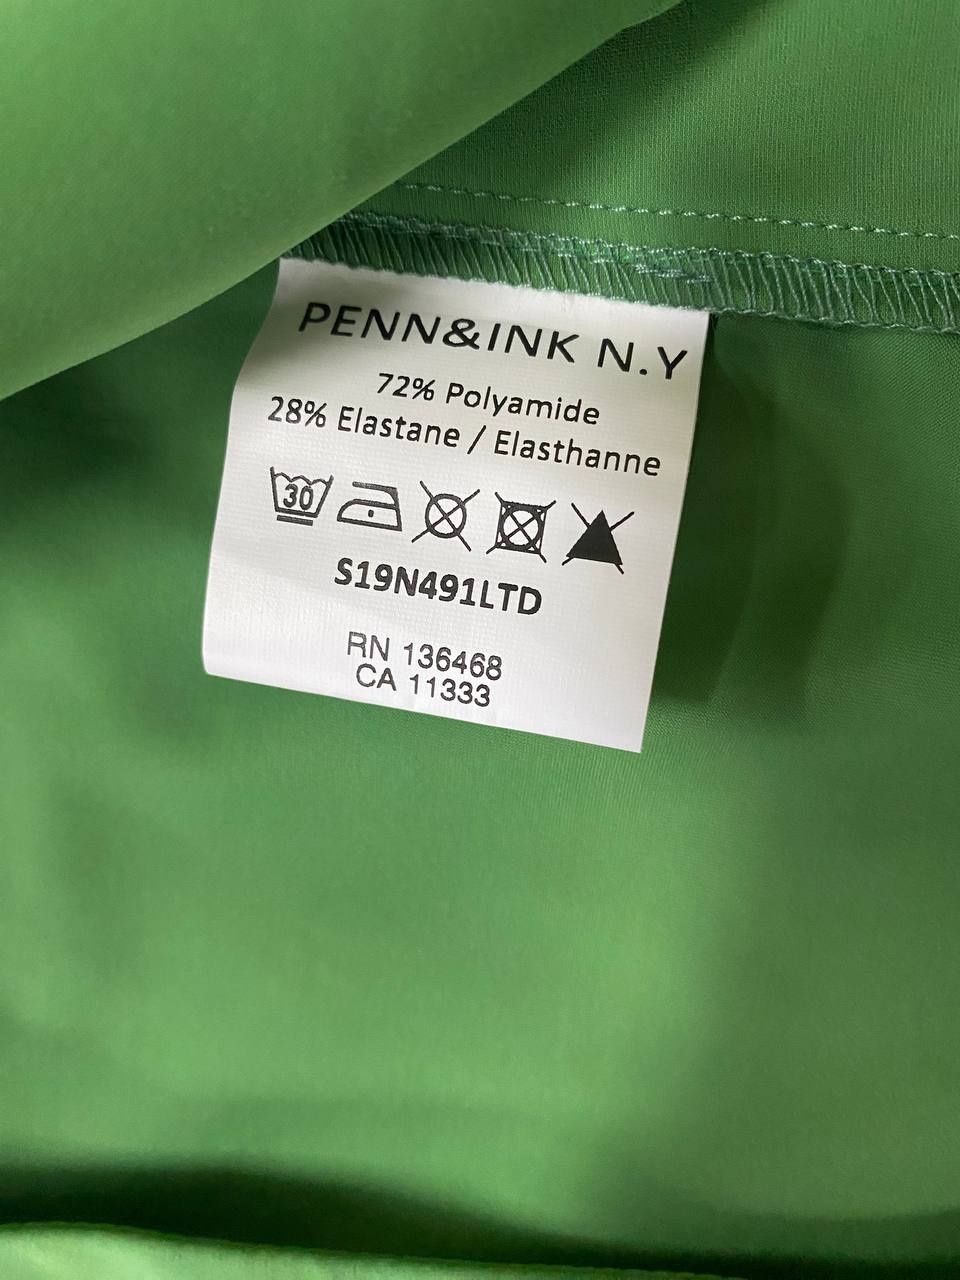 PENN&INK N.Y
72% Polyamide
28% Elastane / Elasthanne
30
S19N491LTD
RN 136468
CA 11333